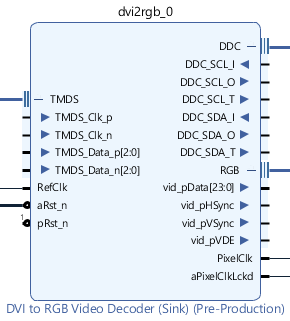 dvi2rgb_0
DDC
DDC_SCL_I
DDC_SCL_O
TMDS
DDC_SCL_T
TMDS_Clk_p
DDC_SDA_I
TMDS_Clk_n
DDC_SDA_O
TMDS_Data_p[2:0]
DDC_SDA_T
TMDS_Data_n[2:0]
RGB
RefClk
vid_pData[23:0]
aRst_n
vid_pHSync
1
pRst_n
vid_pVSync
vid_pVDE
PixelClk
aPixelClkLckd
DVI to RGB Video Decoder (Sink) (Pre-Production)